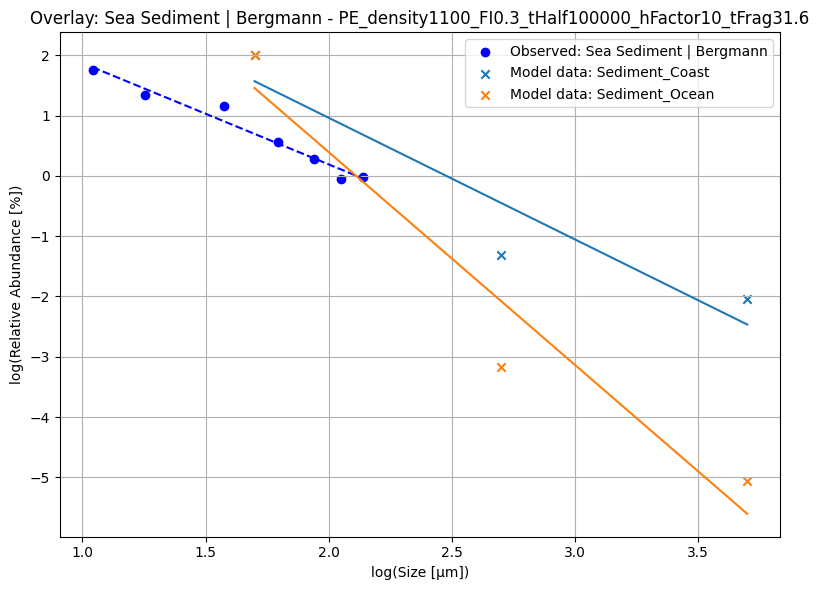 Overlay: Sea Sediment | Bergmann - PE_density1100_FI0.3_tHalf100000_hFactor10_tFrag31.6
Observed: Sea Sediment | Bergmann
Model data: Sediment_Coast
Model data: Sediment_Ocean
log(Relative Abundance [%])
2
1
0
−1
−2
−3
−4
−5
1.0
1.5
2.0
2.5
3.0
3.5
log(Size [μm])